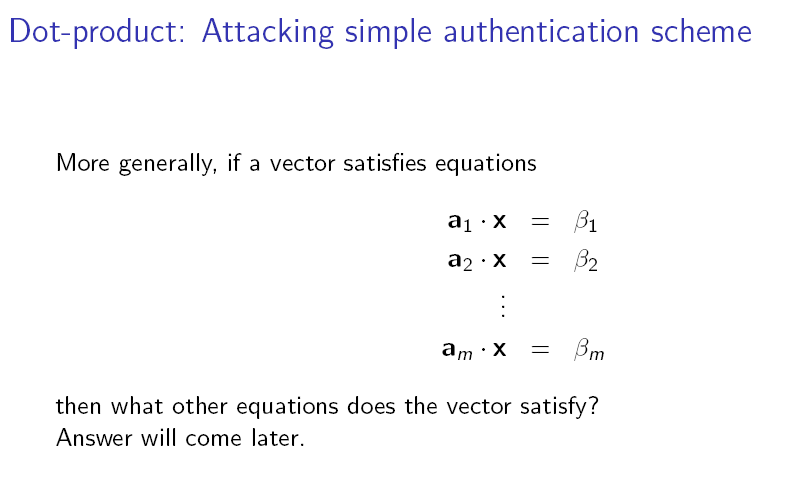 Dot-product: Attacking simple authentication scheme
More generally, if a vector satisfies equations
a₁ · x = β₁
a₂ · x = β₂
⋮
aₘ · x = βₘ
then what other equations does the vector satisfy?
Answer will come later.